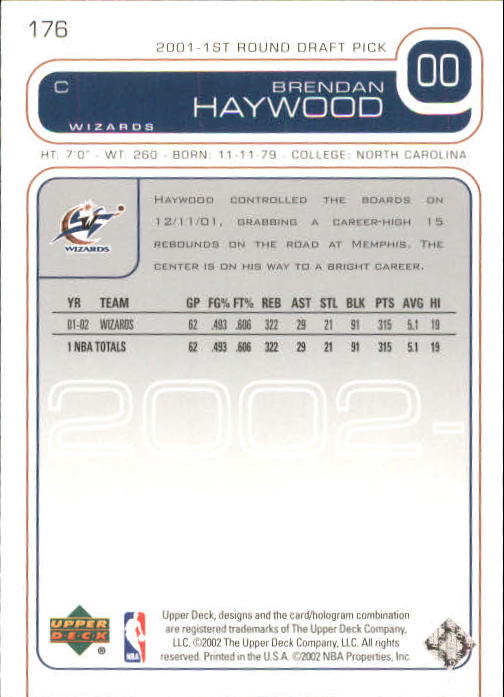 176
2001-1ST ROUND DRAFT PICK
00
C
BRENDAN
HAYWOOD
WIZARDS
HT: 7'0" - WT: 260 - BORN: 11-11-79 - COLLEGE: NORTH CAROLINA
WIZARDS
HAYWOOD CONTROLLED THE BOARDS ON
12/11/01, GRABBING A CAREER-HIGH 15
REBOUNDS ON THE ROAD AT MEMPHIS. THE
CENTER IS ON HIS WAY TO A BRIGHT CAREER.
YR TEAM GP FG% FT% REB AST STL BLK PTS AVG HI
01-02 WIZARDS 62 .493 .606 322 29 21 91 315 5.1 19
1 NBA TOTALS 62 .493 .606 322 29 21 91 315 5.1 19
2002-
UPPER
DECK
®
NBA
Upper Deck, designs and the card/hologram combination
are registered trademarks of The Upper Deck Company,
LLC. ©2002 The Upper Deck Company, LLC. All rights
reserved. Printed in the U.S.A. ©2002 NBA Properties, Inc.